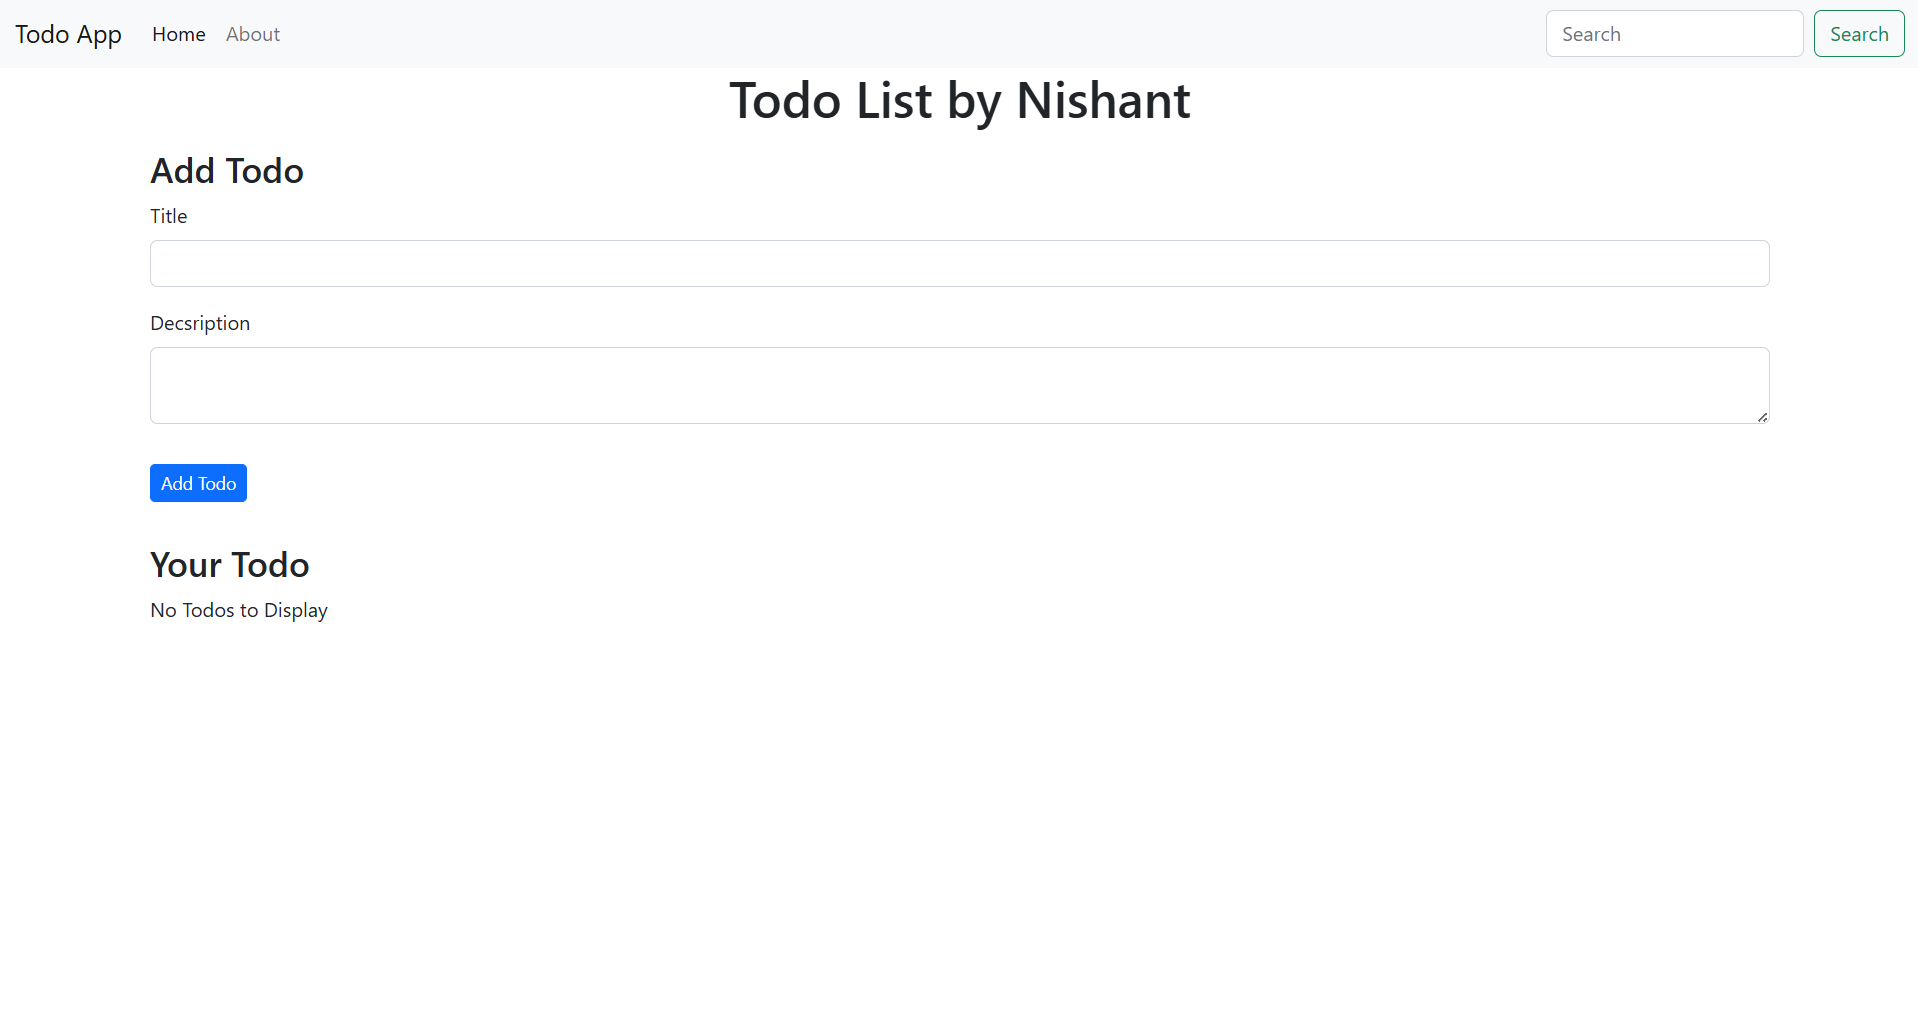 Todo App Home About Search Search
Todo List by Nishant
Add Todo
Title
Decsription
Add Todo
Your Todo
No Todos to Display